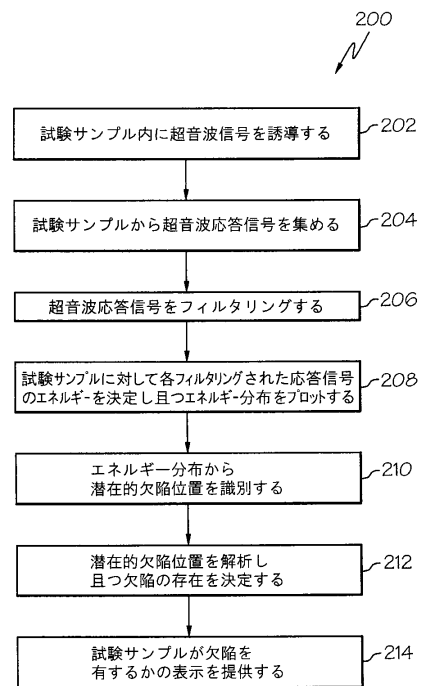 200
試験サンプル内に超音波信号を誘導する
202
試験サンプルから超音波応答信号を集める
204
超音波応答信号をフィルタリングする
206
試験サンプルに対して各フィルタリングされた応答信号
のエネルギーを決定し且つエネルギー分布をプロットする
208
エネルギー分布から
潜在的欠陥位置を識別する
210
潜在的欠陥位置を解析し
且つ欠陥の存在を決定する
212
試験サンプルが欠陥を
有するかの表示を提供する
214